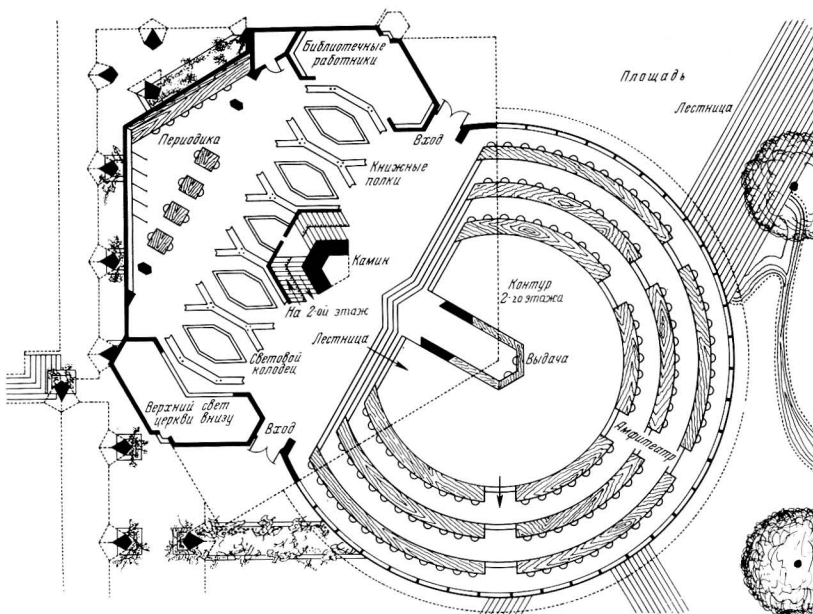 Библиотечные
работники
Площадь
Лестница
Периодика
Вход
Книжные
полки
Камин
Контур
2-го этажа
На 2-ой этаж
Лестница
Световой
колодец
Выдача
Верхний свет
церкви внизу
Вход
Амфитеатр